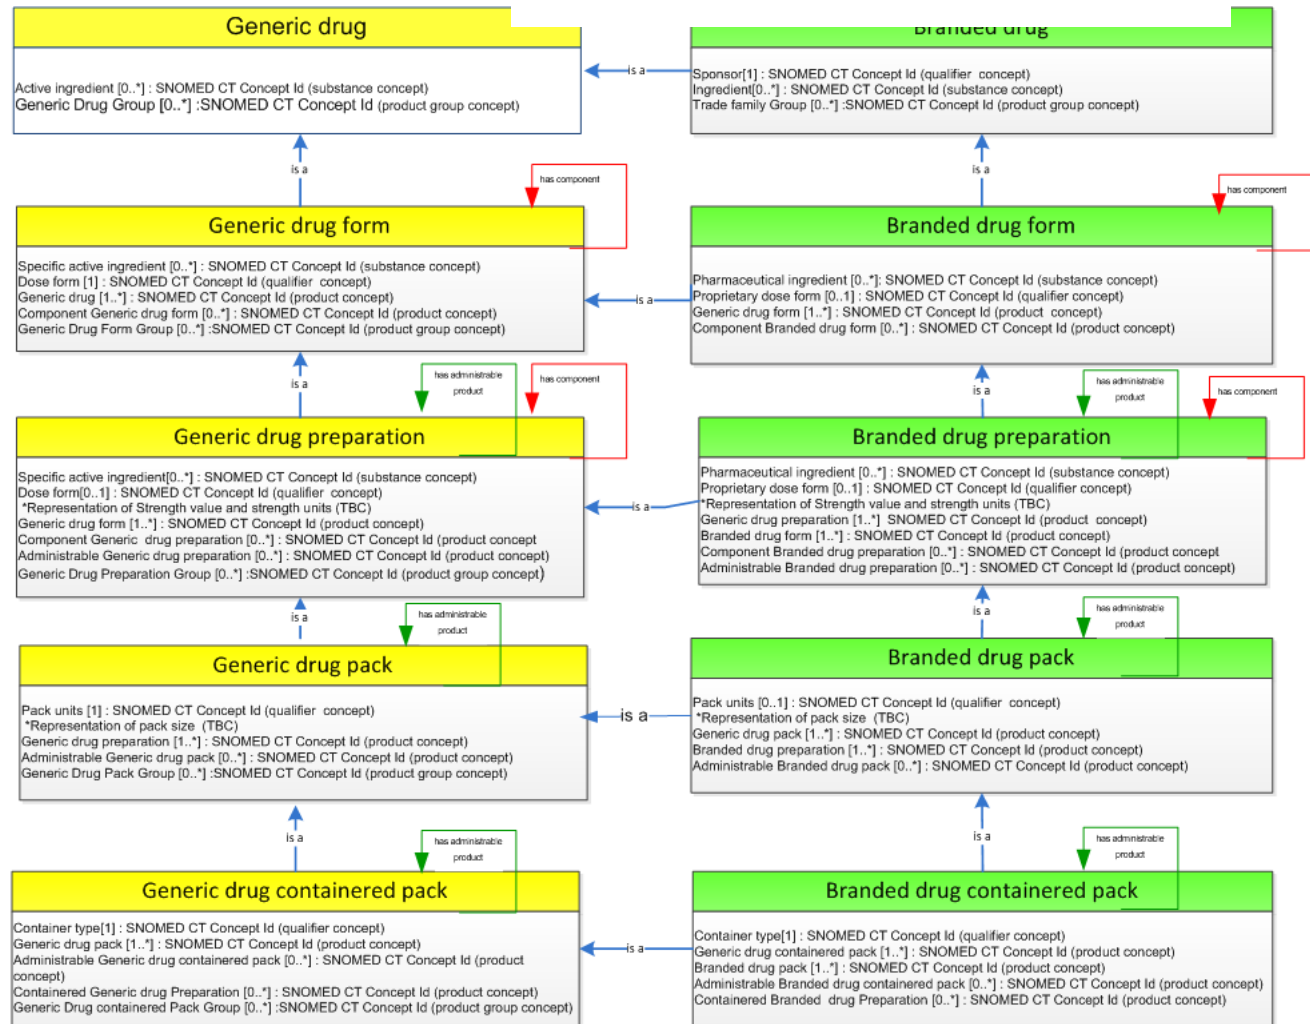 Generic drug
Active ingredient [0..*] : SNOMED CT Concept Id (substance concept)
Generic Drug Group [0..*] :SNOMED CT Concept Id (product group concept)
is a
Branded drug
Sponsor[1] : SNOMED CT Concept Id (qualifier  concept)
Ingredient[0..*] : SNOMED CT Concept Id (substance concept)
Trade family Group [0..*] :SNOMED CT Concept Id (product group concept)
is a
is a
has component
has component
Generic drug form
Specific active ingredient [0..*] : SNOMED CT Concept Id (substance concept)
Dose form [1] : SNOMED CT Concept Id (qualifier  concept)
Generic drug [1..*] : SNOMED CT Concept Id (product concept)
Component Generic drug form [0..*] : SNOMED CT Concept Id (product concept)
Generic Drug Form Group [0..*] :SNOMED CT Concept Id (product group concept)
is a
Branded drug form
Pharmaceutical ingredient [0..*]: SNOMED CT Concept Id (substance concept)
Proprietary dose form [0..1] : SNOMED CT Concept Id (qualifier concept)
Generic drug form [1..*] : SNOMED CT Concept Id (product  concept)
Component Branded drug form [0..*] : SNOMED CT Concept Id (product concept)
is a
has administrable
product
has component
is a
has administrable
product
has component
Generic drug preparation
Specific active ingredient[0..*] : SNOMED CT Concept Id (substance concept)
Dose form[0..1] : SNOMED CT Concept Id (qualifier  concept)
*Representation of Strength value and strength units (TBC)
Generic drug form [1..*] : SNOMED CT Concept Id (product concept)
Component Generic  drug preparation [0..*] : SNOMED CT Concept Id (product concept
Administrable Generic drug preparation [0..*] : SNOMED CT Concept Id (product concept)
Generic Drug Preparation Group [0..*] :SNOMED CT Concept Id (product group concept)
is a
Branded drug preparation
Pharmaceutical ingredient [0..*] : SNOMED CT Concept Id (substance concept)
Proprietary dose form [0..1] : SNOMED CT Concept Id (qualifier concept)
*Representation of Strength value and strength units (TBC)
Generic drug preparation [1..*]  SNOMED CT Concept Id (product  concept)
Branded drug form [1..*] : SNOMED CT Concept Id (product concept)
Component Branded drug preparation [0..*] : SNOMED CT Concept Id (product concept
Administrable Branded drug preparation [0..*] : SNOMED CT Concept Id (product concept)
is a
has administrable
product
is a
has administrable
product
Generic drug pack
Pack units [1] : SNOMED CT Concept Id (qualifier  concept)
*Representation of pack size  (TBC)
Generic drug preparation [1..*] : SNOMED CT Concept Id (product concept)
Administrable Generic drug pack [0..*] : SNOMED CT Concept Id (product concept)
Generic Drug Pack Group [0..*] :SNOMED CT Concept Id (product group concept)
is a
Branded drug pack
Pack units [0..1] : SNOMED CT Concept Id (qualifier  concept)
*Representation of pack size  (TBC)
Generic drug pack [1..*] : SNOMED CT Concept Id (product concept)
Branded drug preparation [1..*] : SNOMED CT Concept Id (product concept)
Administrable Branded drug pack [0..*] : SNOMED CT Concept Id (product concept)
is a
has administrable
product
is a
has administrable
product
Generic drug containered pack
Container type[1] : SNOMED CT Concept Id (qualifier concept)
Generic drug pack [1..*] : SNOMED CT Concept Id (product concept)
Administrable Generic drug containered pack [0..*] : SNOMED CT Concept Id (product
concept)
Containered Generic drug Preparation [0..*] : SNOMED CT Concept Id (product concept)
Generic Drug containered Pack Group [0..*] :SNOMED CT Concept Id (product group concept)
is a
Branded drug containered pack
Container type[1] : SNOMED CT Concept Id (qualifier concept)
Generic drug containered pack [1..*] : SNOMED CT Concept Id (product concept)
Branded drug pack [1..*] : SNOMED CT Concept Id (product concept)
Administrable Branded drug containered pack [0..*] : SNOMED CT Concept Id (product concept)
Containered Branded  drug Preparation [0..*] : SNOMED CT Concept Id (product concept)